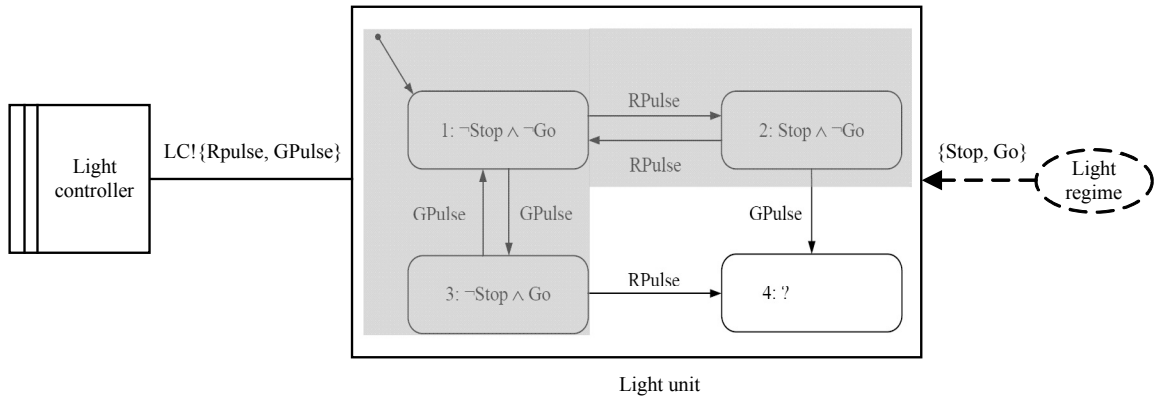 RPulse
1: ¬Stop ∧ ¬Go
2: Stop ∧ ¬Go
RPulse
LC!{Rpulse, GPulse}
{Stop, Go}
Light
controller
Light
regime
GPulse
GPulse
GPulse
RPulse
3: ¬Stop ∧ Go
4: ?
Light unit